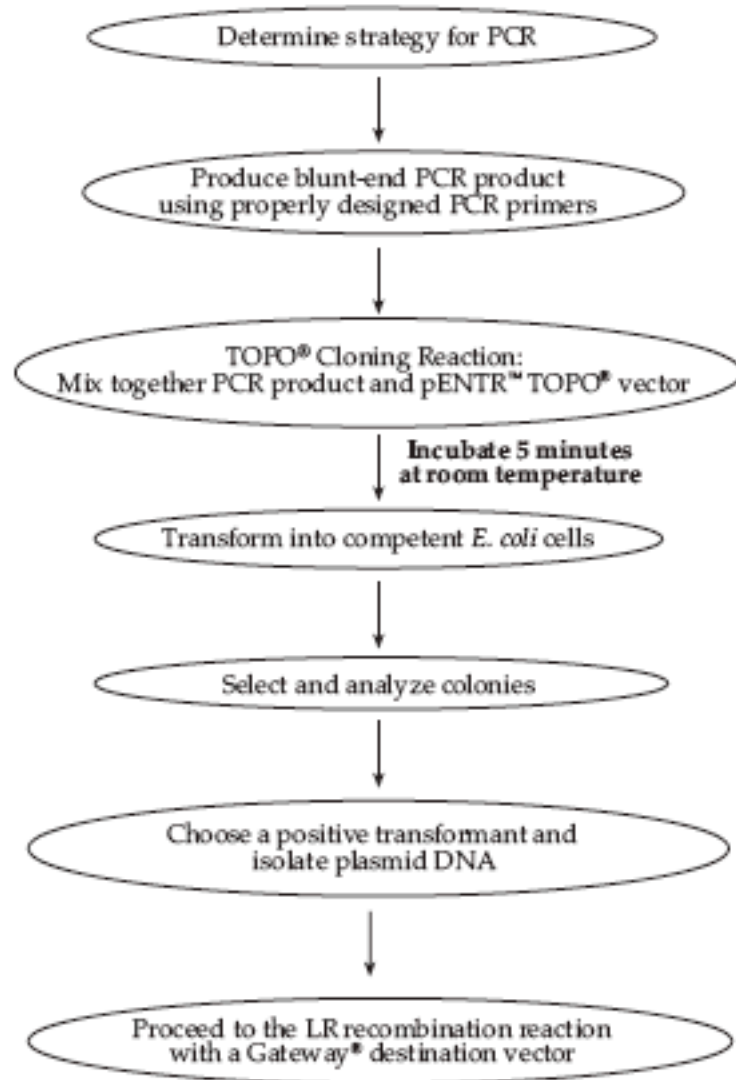 Determine strategy for PCR
Produce blunt-end PCR product
using properly designed PCR primers
TOPO® Cloning Reaction:
Mix together PCR product and pENTR™ TOPO® vector
Incubate 5 minutes
at room temperature
Transform into competent E. coli cells
Select and analyze colonies
Choose a positive transformant and
isolate plasmid DNA
Proceed to the LR recombination reaction
with a Gateway® destination vector